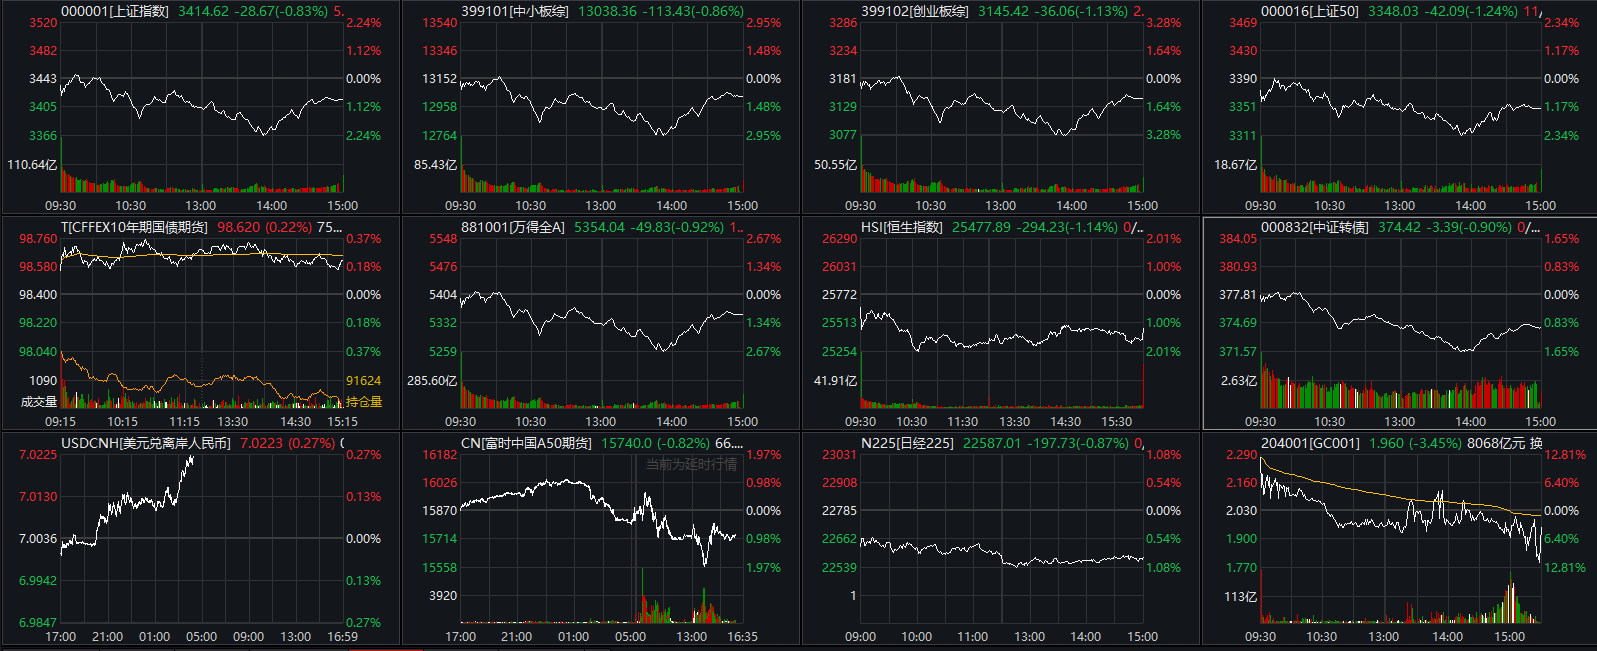 000001[上证指数] 3414.62 -28.67(-0.83%) 5.
3520 2.24%
3482 1.12%
3443 0.00%
3405 1.12%
3366 2.24%
110.64亿
09:30 10:30 13:00 14:00 15:00
399101[中小板综] 13038.36 -113.43(-0.86%)
13540 2.95%
13346 1.48%
13152 0.00%
12958 1.48%
12764 2.95%
85.43亿
09:30 10:30 13:00 14:00 15:00
399102[创业板综] 3145.42 -36.06(-1.13%) 2.
3286 3.28%
3234 1.64%
3181 0.00%
3129 1.64%
3077 3.28%
50.55亿
09:30 10:30 13:00 14:00 15:00
000016[上证50] 3348.03 -42.09(-1.24%) 11/
3469 2.34%
3430 1.17%
3390 0.00%
3351 1.17%
3311 2.34%
18.67亿
09:30 10:30 13:00 14:00 15:00
T[CFFEX10年期国债期货] 98.620 (0.22%) 75...
98.760 0.37%
98.580 0.18%
98.400 0.00%
98.220 0.18%
98.040 0.37%
1090 91624
成交量 持仓量
09:15 10:15 11:15 13:30 14:30 15:15
881001[万得全A] 5354.04 -49.83(-0.92%) 1..
5548 2.67%
5476 1.34%
5404 0.00%
5332 1.34%
5259 2.67%
285.60亿
09:30 10:30 13:00 14:00 15:00
HSI[恒生指数] 25477.89 -294.23(-1.14%) 0/..
26290 2.01%
26031 1.00%
25772 0.00%
25513 1.00%
25254 2.01%
41.91亿
09:30 10:30 11:30 13:30 14:30 15:30
000832[中证转债] 374.42 -3.39(-0.90%) 0/...
384.05 1.65%
380.93 0.83%
377.81 0.00%
374.69 0.83%
371.57 1.65%
2.63亿
09:30 10:30 13:00 14:00 15:00
USDCNH[美元兑离岸人民币] 7.0223 (0.27%) 0
7.0225 0.27%
7.0130 0.13%
7.0036 0.00%
6.9942 0.13%
6.9847 0.27%
17:00 21:00 01:00 05:00 09:00 13:00 16:59
CN[富时中国A50期货] 15740.0 (-0.82%) 66....
当前为延时行情
16182 1.97%
16026 0.98%
15870 0.00%
15714 0.98%
15558 1.97%
3920
17:00 21:00 01:00 05:00 13:00 16:35
N225[日经225] 22587.01 -197.73(-0.87%) 0,
23031 1.08%
22908 0.54%
22785 0.00%
22662 0.54%
22539 1.08%
1
09:00 10:00 11:00 13:00 14:00 15:00
204001[GC001] 1.960 (-3.45%) 8068亿元 换
2.290 12.81%
2.160 6.40%
2.030 0.00%
1.900 6.40%
1.770 12.81%
113亿
09:30 10:30 13:00 14:00 15:00